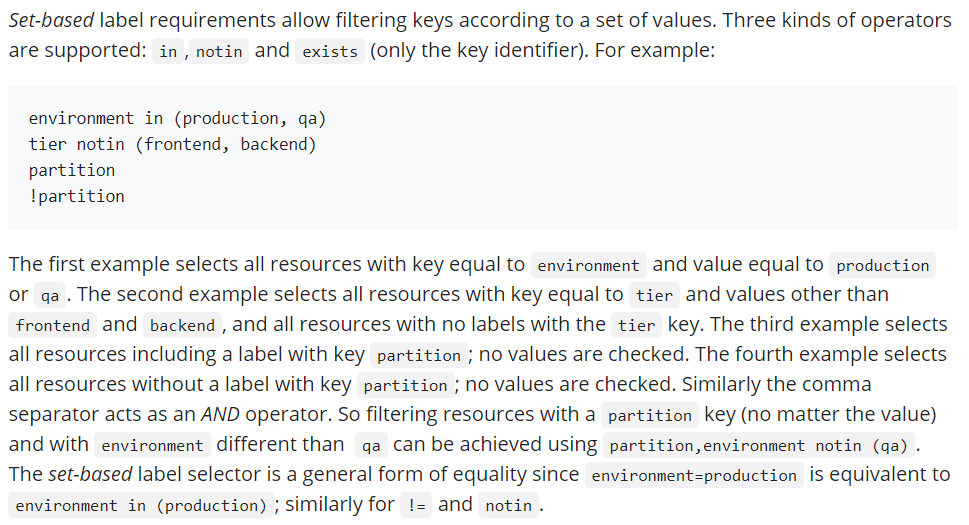 Set-based label requirements allow filtering keys according to a set of values. Three kinds of operators
are supported: in , notin and exists (only the key identifier). For example:
environment in (production, qa)
tier notin (frontend, backend)
partition
!partition
The first example selects all resources with key equal to environment and value equal to production
or qa . The second example selects all resources with key equal to tier and values other than
frontend and backend , and all resources with no labels with the tier key. The third example selects
all resources including a label with key partition ; no values are checked. The fourth example selects
all resources without a label with key partition ; no values are checked. Similarly the comma
separator acts as an AND operator. So filtering resources with a partition key (no matter the value)
and with environment different than qa can be achieved using partition,environment notin (qa) .
The set-based label selector is a general form of equality since environment=production is equivalent to
environment in (production) ; similarly for != and notin .